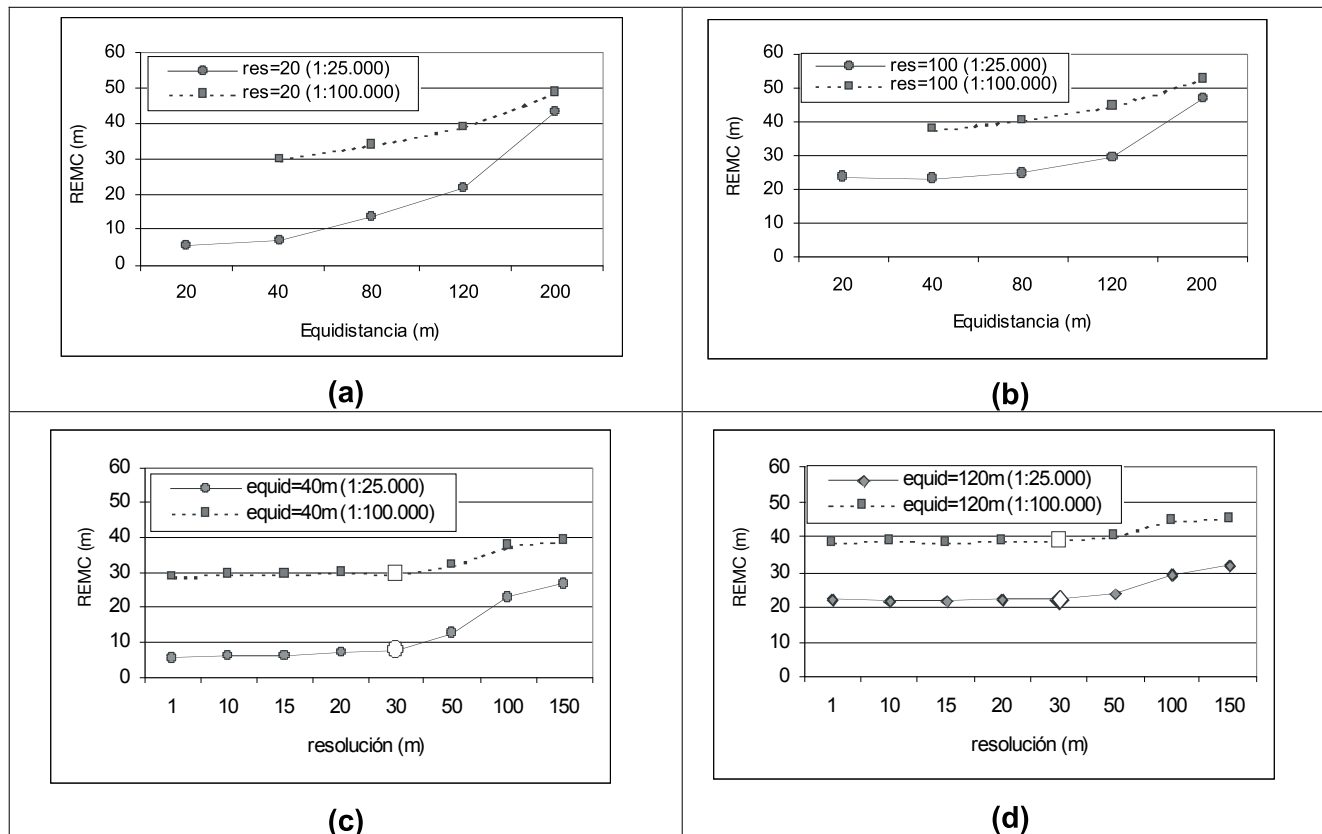 60
50
40
30
20
10
0
REMC (m)
res=20 (1:25.000)
res=20 (1:100.000)
20 40 80 120 200
Equidistancia (m)
(a)
60
50
40
30
20
10
0
REMC (m)
res=100 (1:25.000)
res=100 (1:100.000)
20 40 80 120 200
Equidistancia (m)
(b)
60
50
40
30
20
10
0
REMC (m)
equid=40m (1:25.000)
equid=40m (1:100.000)
1 10 15 20 30 50 100 150
resolución (m)
(c)
60
50
40
30
20
10
0
REMC (m)
equid=120m (1:25.000)
equid=120m (1:100.000)
1 10 15 20 30 50 100 150
resolución (m)
(d)